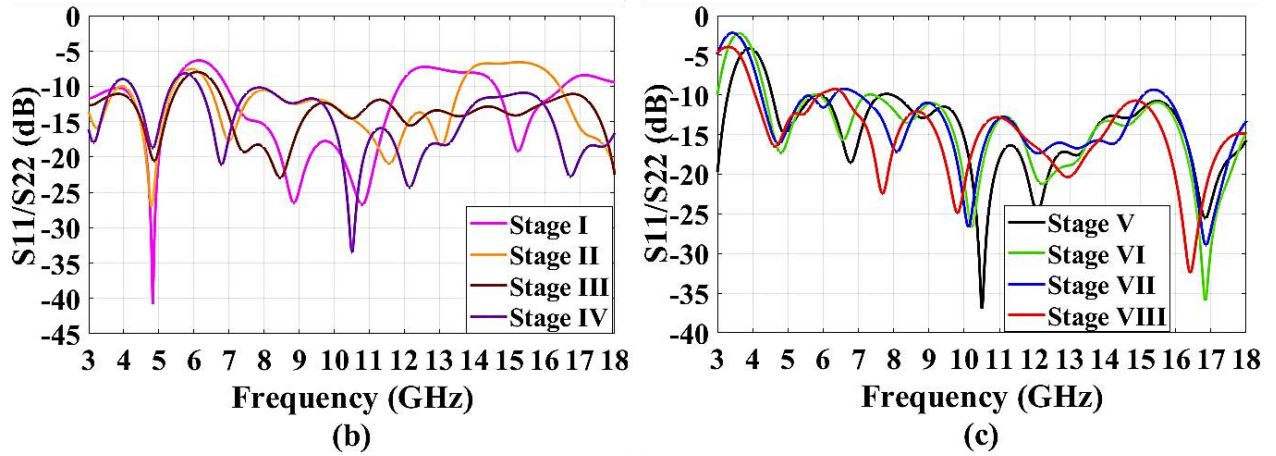 0
-5
-10
-15
-20
-25
-30
-35
-40
-45
S11/S22 (dB)
Stage I
Stage II
Stage III
Stage IV
3 4 5 6 7 8 9 10 11 12 13 14 15 16 17 18
Frequency (GHz)
(b)
0
-5
-10
-15
-20
-25
-30
-35
-40
S11/S22 (dB)
Stage V
Stage VI
Stage VII
Stage VIII
3 4 5 6 7 8 9 10 11 12 13 14 15 16 17 18
Frequency (GHz)
(c)